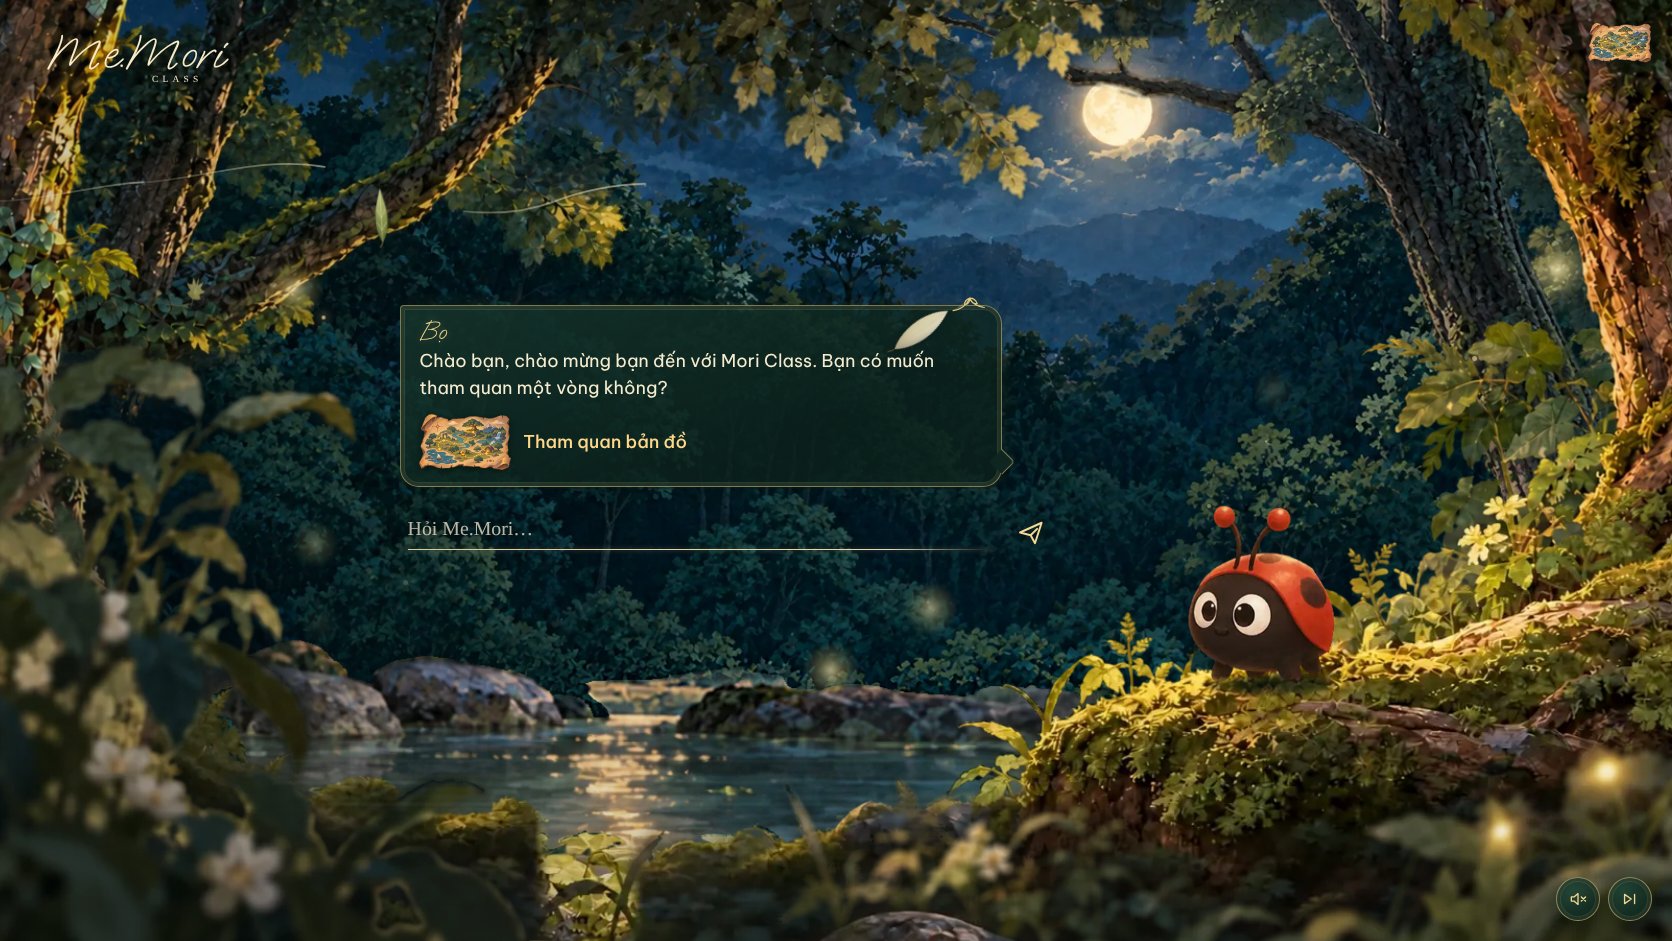 Me.Mori
CLASS
Bo
Chào bạn, chào mừng bạn đến với Mori Class. Bạn có muốn
tham quan một vòng không?
Tham quan bản đồ
Hỏi Me.Mori…